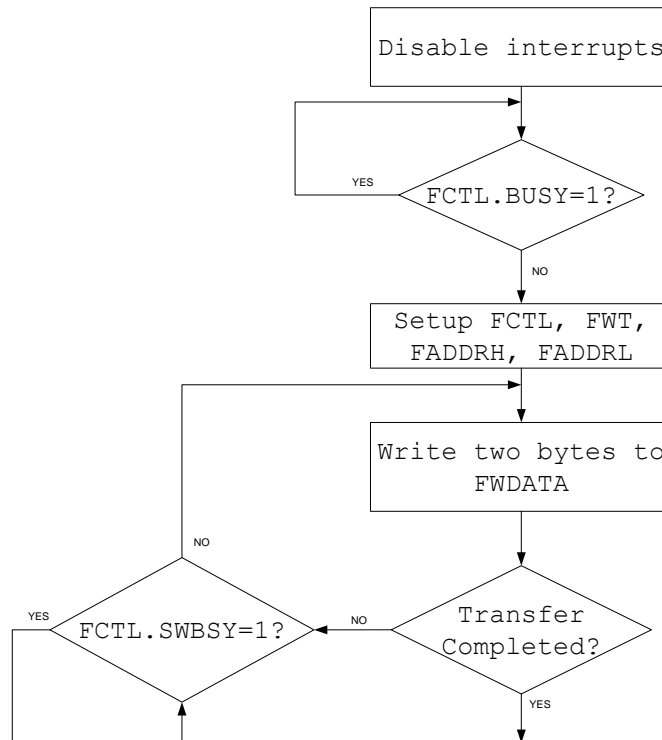 Disable interrupts
YES
FCTL.BUSY=1?
NO
Setup FCTL, FWT,
FADDRH, FADDRL
Write two bytes to
FWDATA
NO
YES
FCTL.SWBSY=1?
NO
Transfer
Completed?
YES